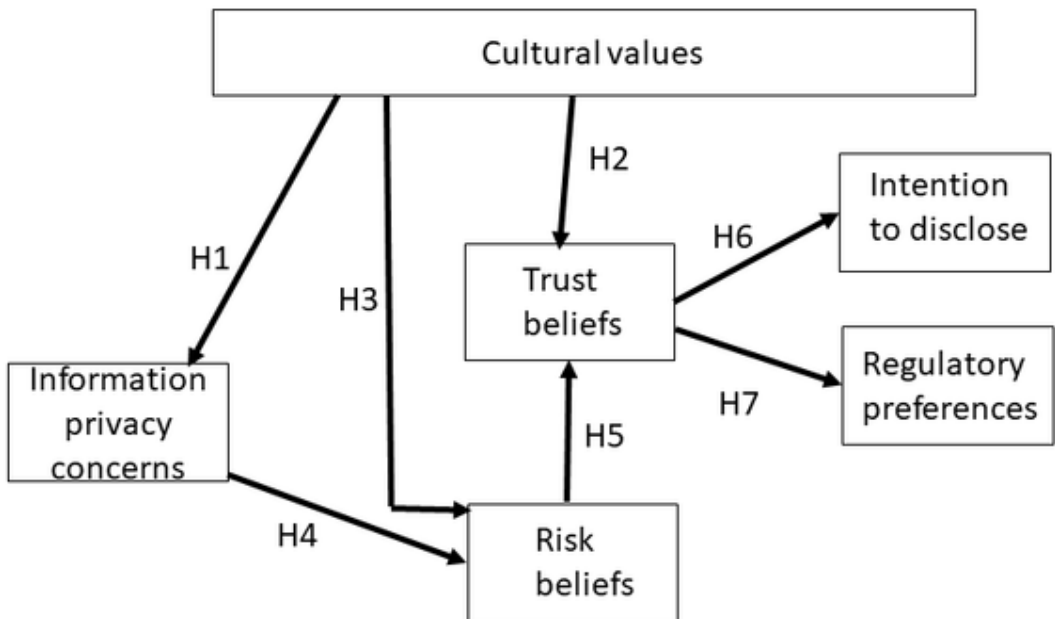 Cultural values
H2
Intention
to disclose
H1
H6
H3
Trust
beliefs
Information
privacy
concerns
Regulatory
preferences
H7
H5
H4
Risk
beliefs